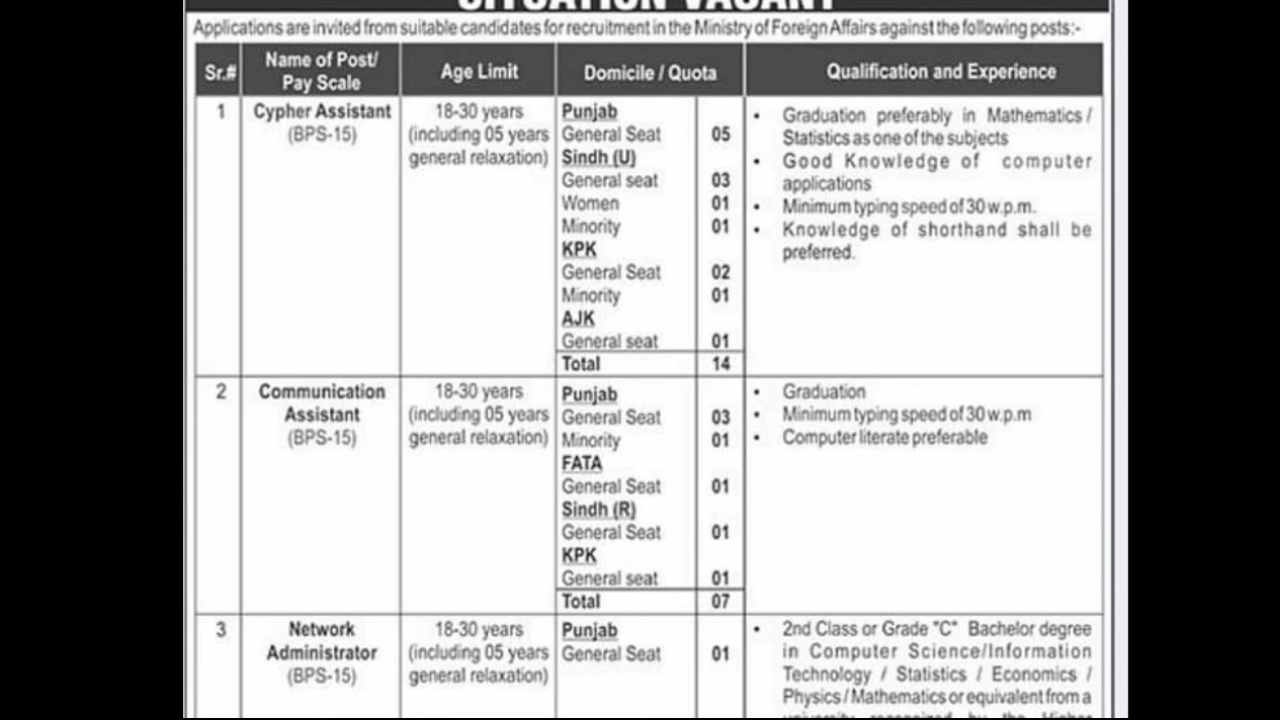 SITUATION VACANT
Applications are invited from suitable candidates for recruitment in the Ministry of Foreign Affairs against the following posts:-
Sr.# Name of Post/ Pay Scale Age Limit Domicile / Quota Qualification and Experience
1
Cypher Assistant
(BPS-15)
18-30 years
(including 05 years
general relaxation)
Punjab
General Seat 05
Sindh (U)
General seat 03
Women 01
Minority 01
KPK
General Seat 02
Minority 01
AJK
General seat 01
Total 14
• Graduation preferably in Mathematics /
Statistics as one of the subjects
• Good Knowledge of computer
applications
• Minimum typing speed of 30 w.p.m.
• Knowledge of shorthand shall be
preferred.
2
Communication
Assistant
(BPS-15)
18-30 years
(including 05 years
general relaxation)
Punjab
General Seat 03
Minority 01
FATA
General Seat 01
Sindh (R)
General Seat 01
KPK
General seat 01
Total 07
• Graduation
• Minimum typing speed of 30 w.p.m
• Computer literate preferable
3
Network
Administrator
(BPS-15)
18-30 years
(including 05 years
general relaxation)
Punjab
General Seat 01
• 2nd Class or Grade "C" Bachelor degree
in Computer Science/Information
Technology / Statistics / Economics /
Physics / Mathematics or equivalent from a
university recognized by the Higher